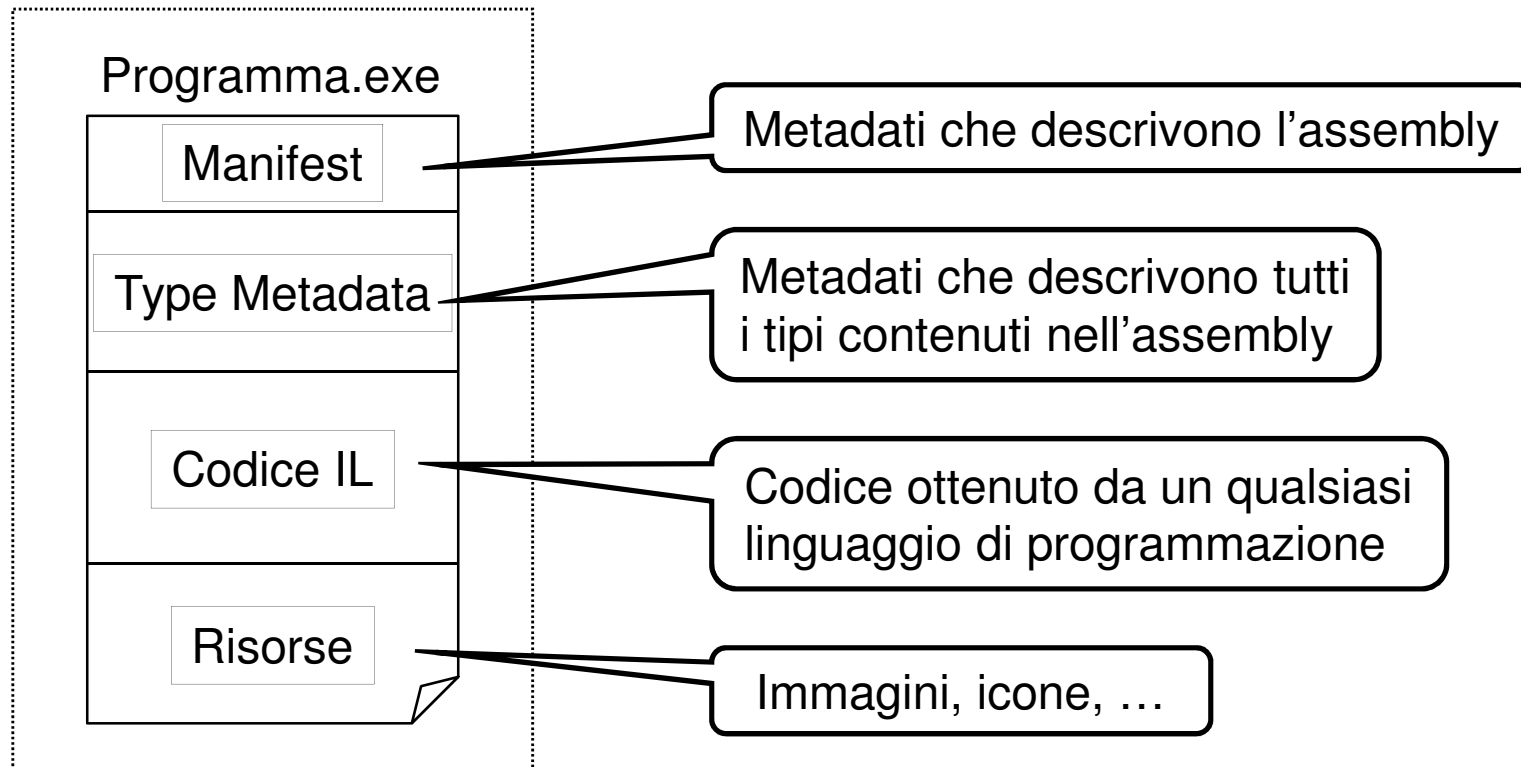 Programma.exe
Manifest
Metadati che descrivono l’assembly
Type Metadata
Metadati che descrivono tutti
i tipi contenuti nell’assembly
Codice IL
Codice ottenuto da un qualsiasi
linguaggio di programmazione
Risorse
Immagini, icone, …